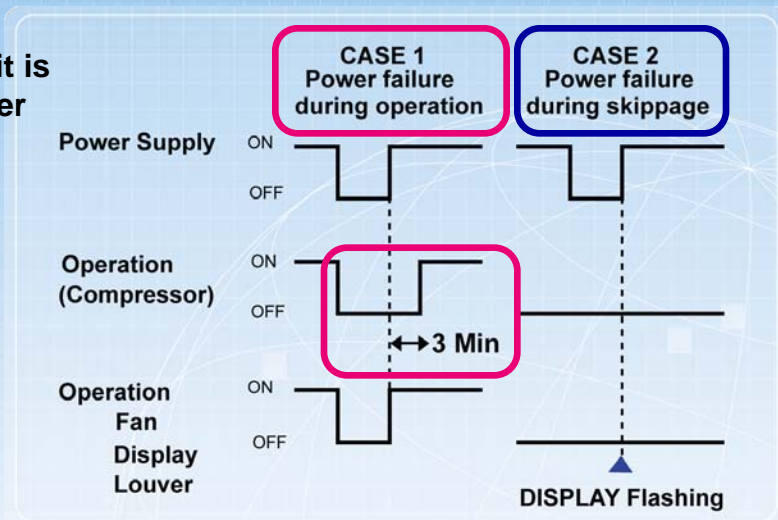 it is
er
CASE 1
Power failure
during operation
CASE 2
Power failure
during skippage
Power Supply
ON
OFF
Operation
(Compressor)
ON
OFF
3 Min
Operation
Fan
Display
Louver
ON
OFF
DISPLAY Flashing